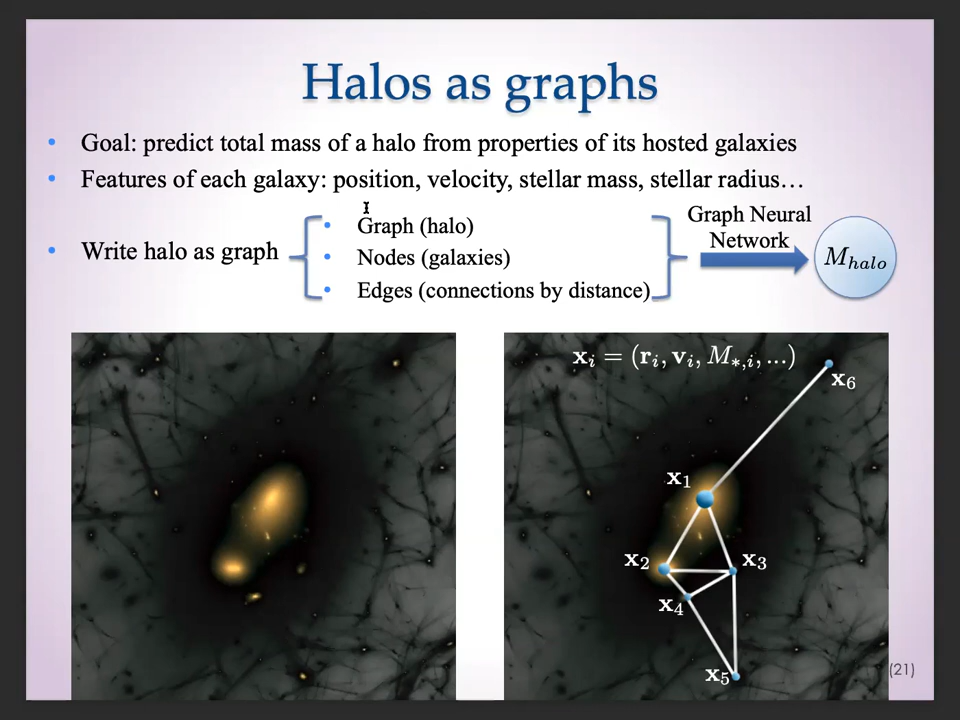 Halos as graphs
• Goal: predict total mass of a halo from properties of its hosted galaxies
• Features of each galaxy: position, velocity, stellar mass, stellar radius…
• Write halo as graph
• Graph (halo)
• Nodes (galaxies)
• Edges (connections by distance)
Graph Neural
Network
M_halo
x_i = (r_i, v_i, M_{*,i}, ...)
x_6
x_1
x_2
x_3
x_4
x_5
(21)